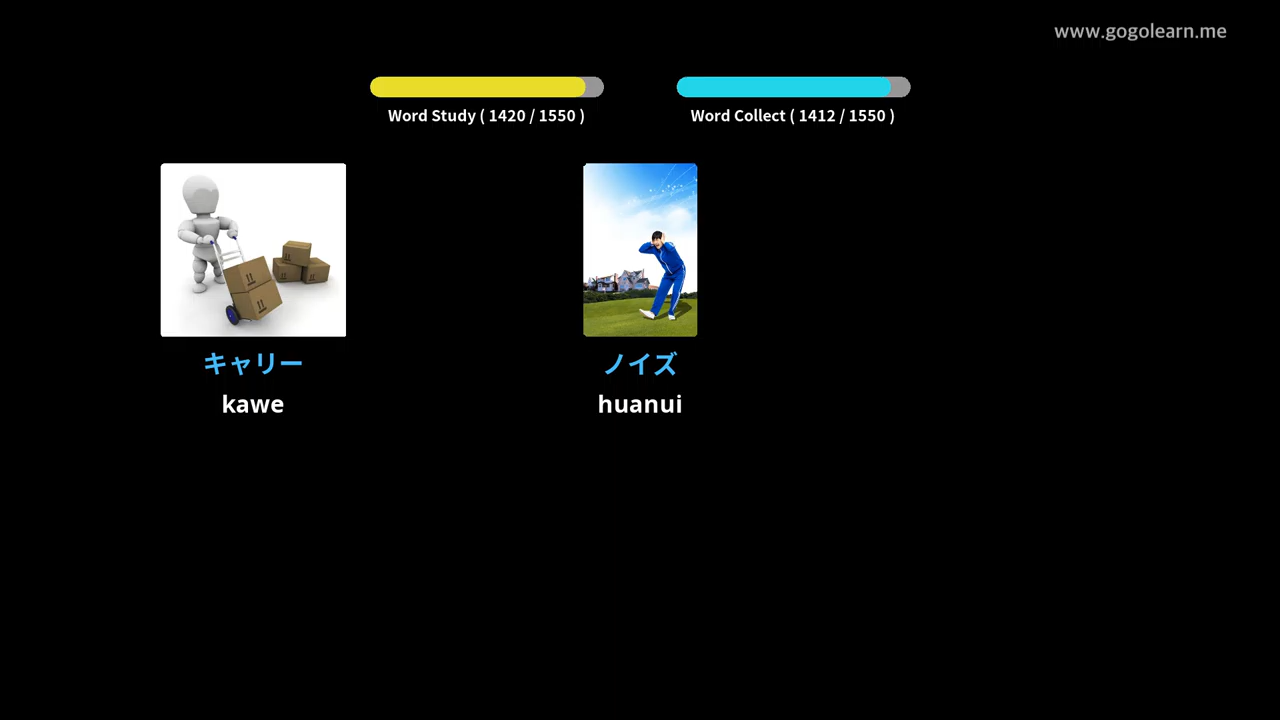 www.gogolearn.me
Word Study ( 1420 / 1550 )
Word Collect ( 1412 / 1550 )
キャリー
kawe
ノイズ
huanui